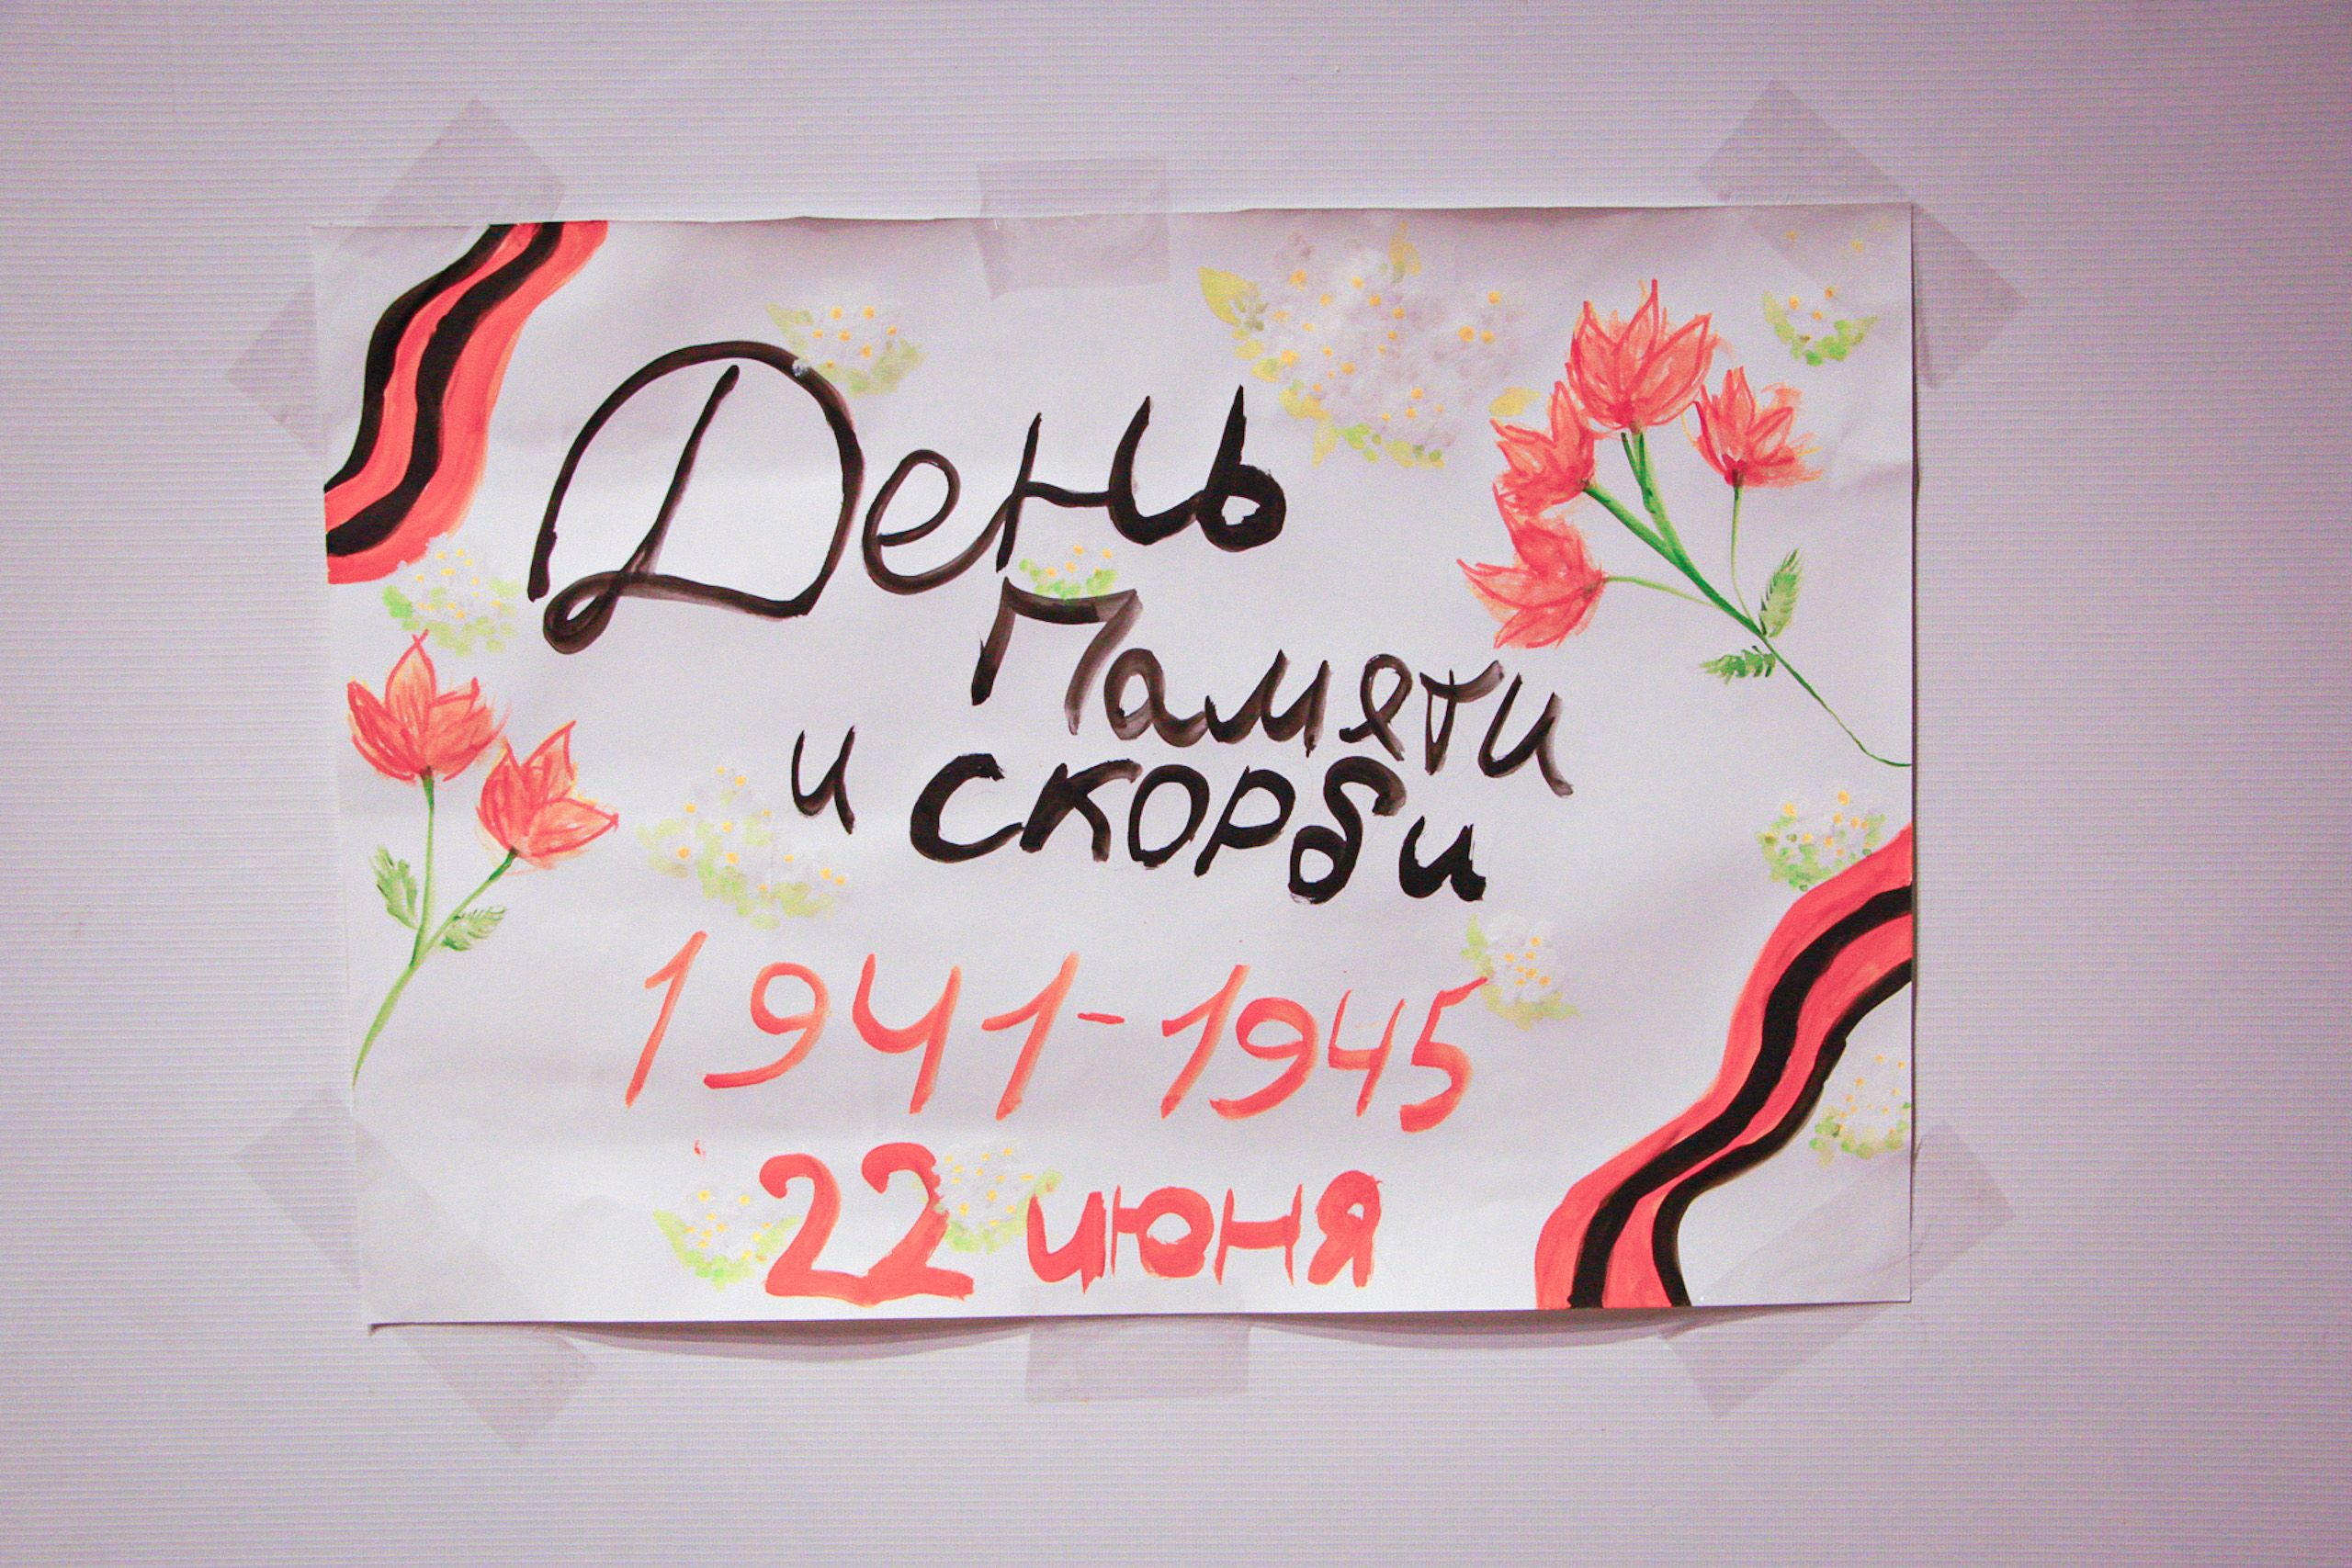 День
Памяти
и скорби
1941-1945
22 июня